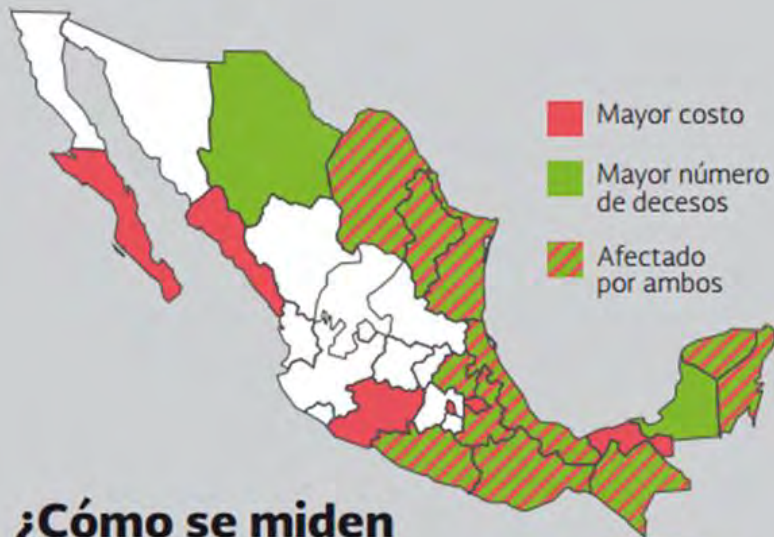 Mayor costo
Mayor número
de decesos
Afectado
por ambos
¿Cómo se miden